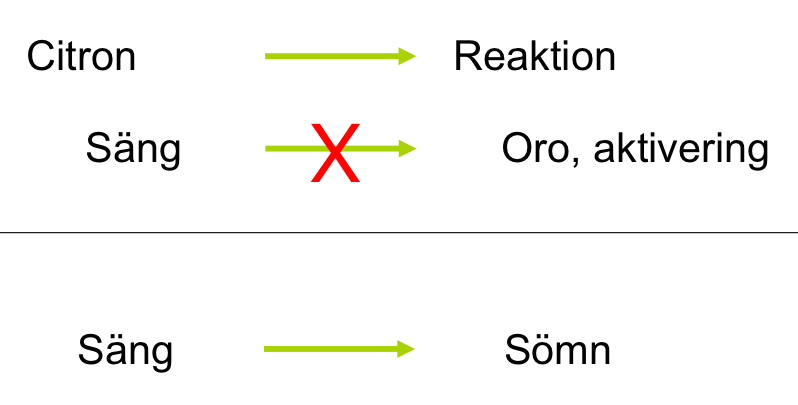 Citron Reaktion
Säng X Oro, aktivering
Säng Sömn